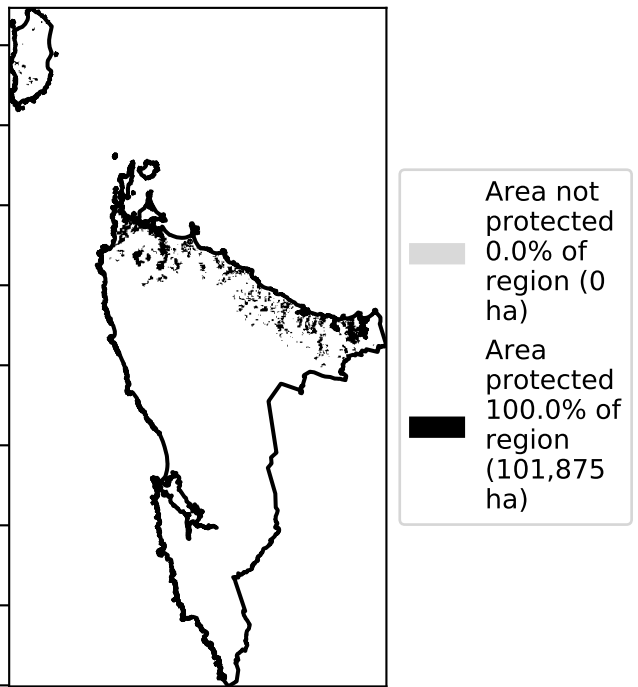 Area not
protected
0.0% of
region (0
ha)
Area
protected
100.0% of
region
(101,875
ha)